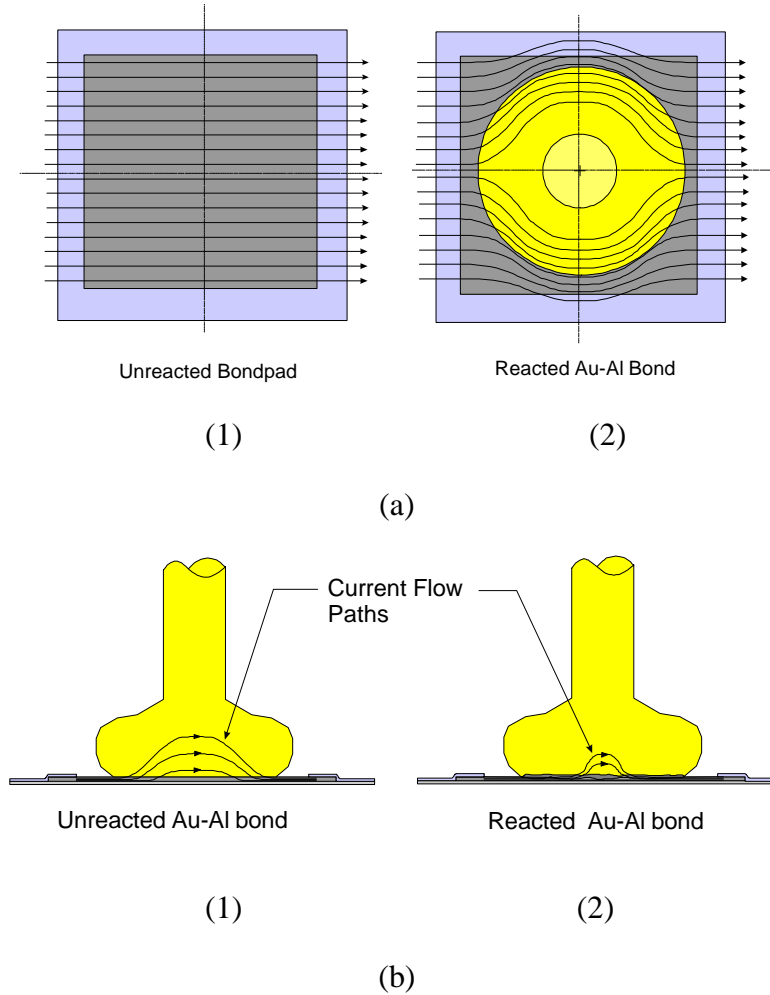 Unreacted Bondpad
Reacted Au-Al Bond
(1)
(2)
(a)
Current Flow
Paths
Unreacted Au-Al bond
Reacted  Au-Al bond
(1)
(2)
(b)